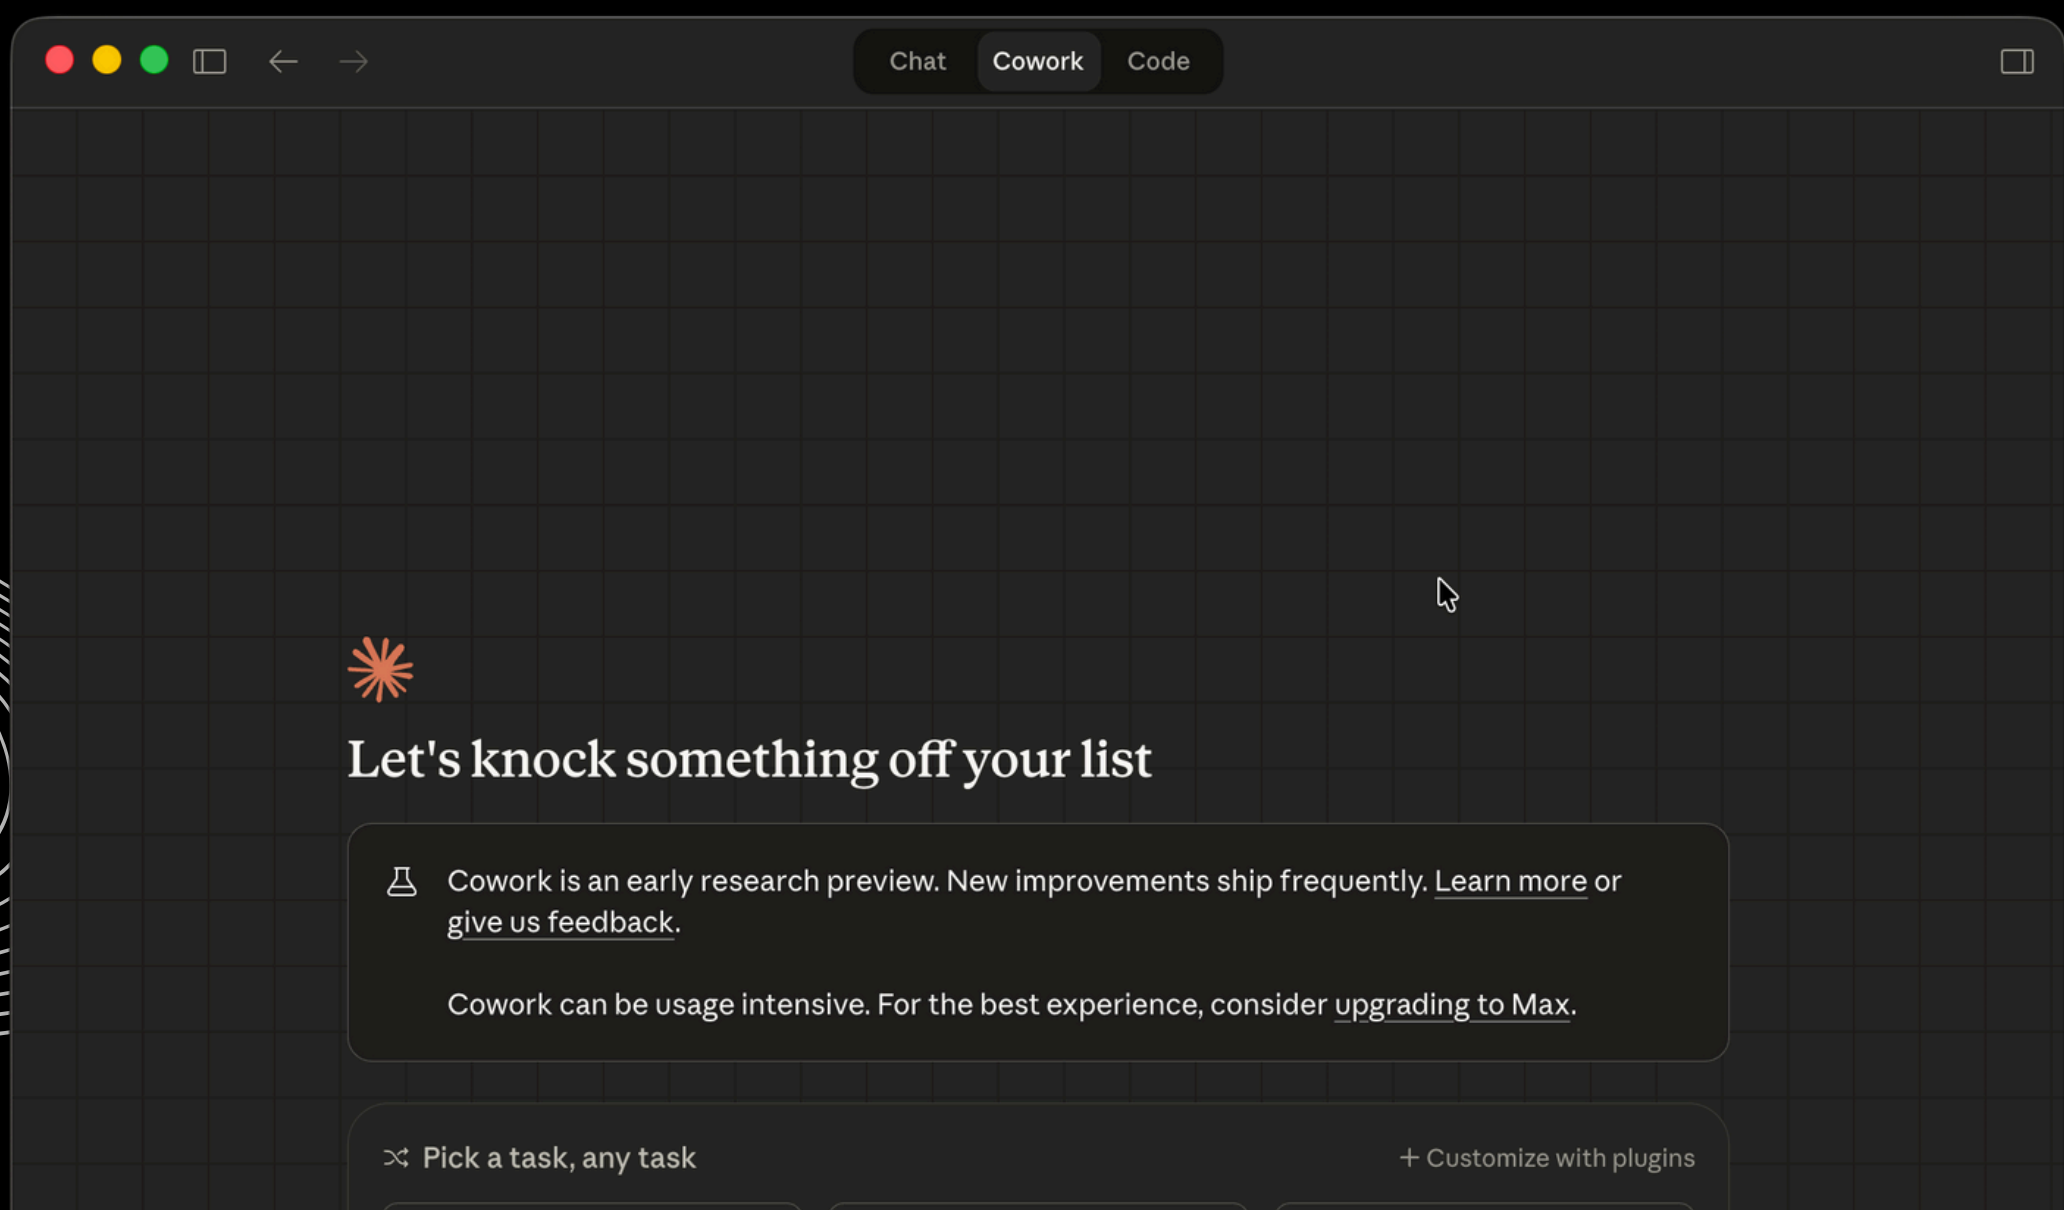 Chat Cowork Code
Let's knock something off your list
Cowork is an early research preview. New improvements ship frequently. Learn more or
give us feedback.
Cowork can be usage intensive. For the best experience, consider upgrading to Max.
Pick a task, any task + Customize with plugins